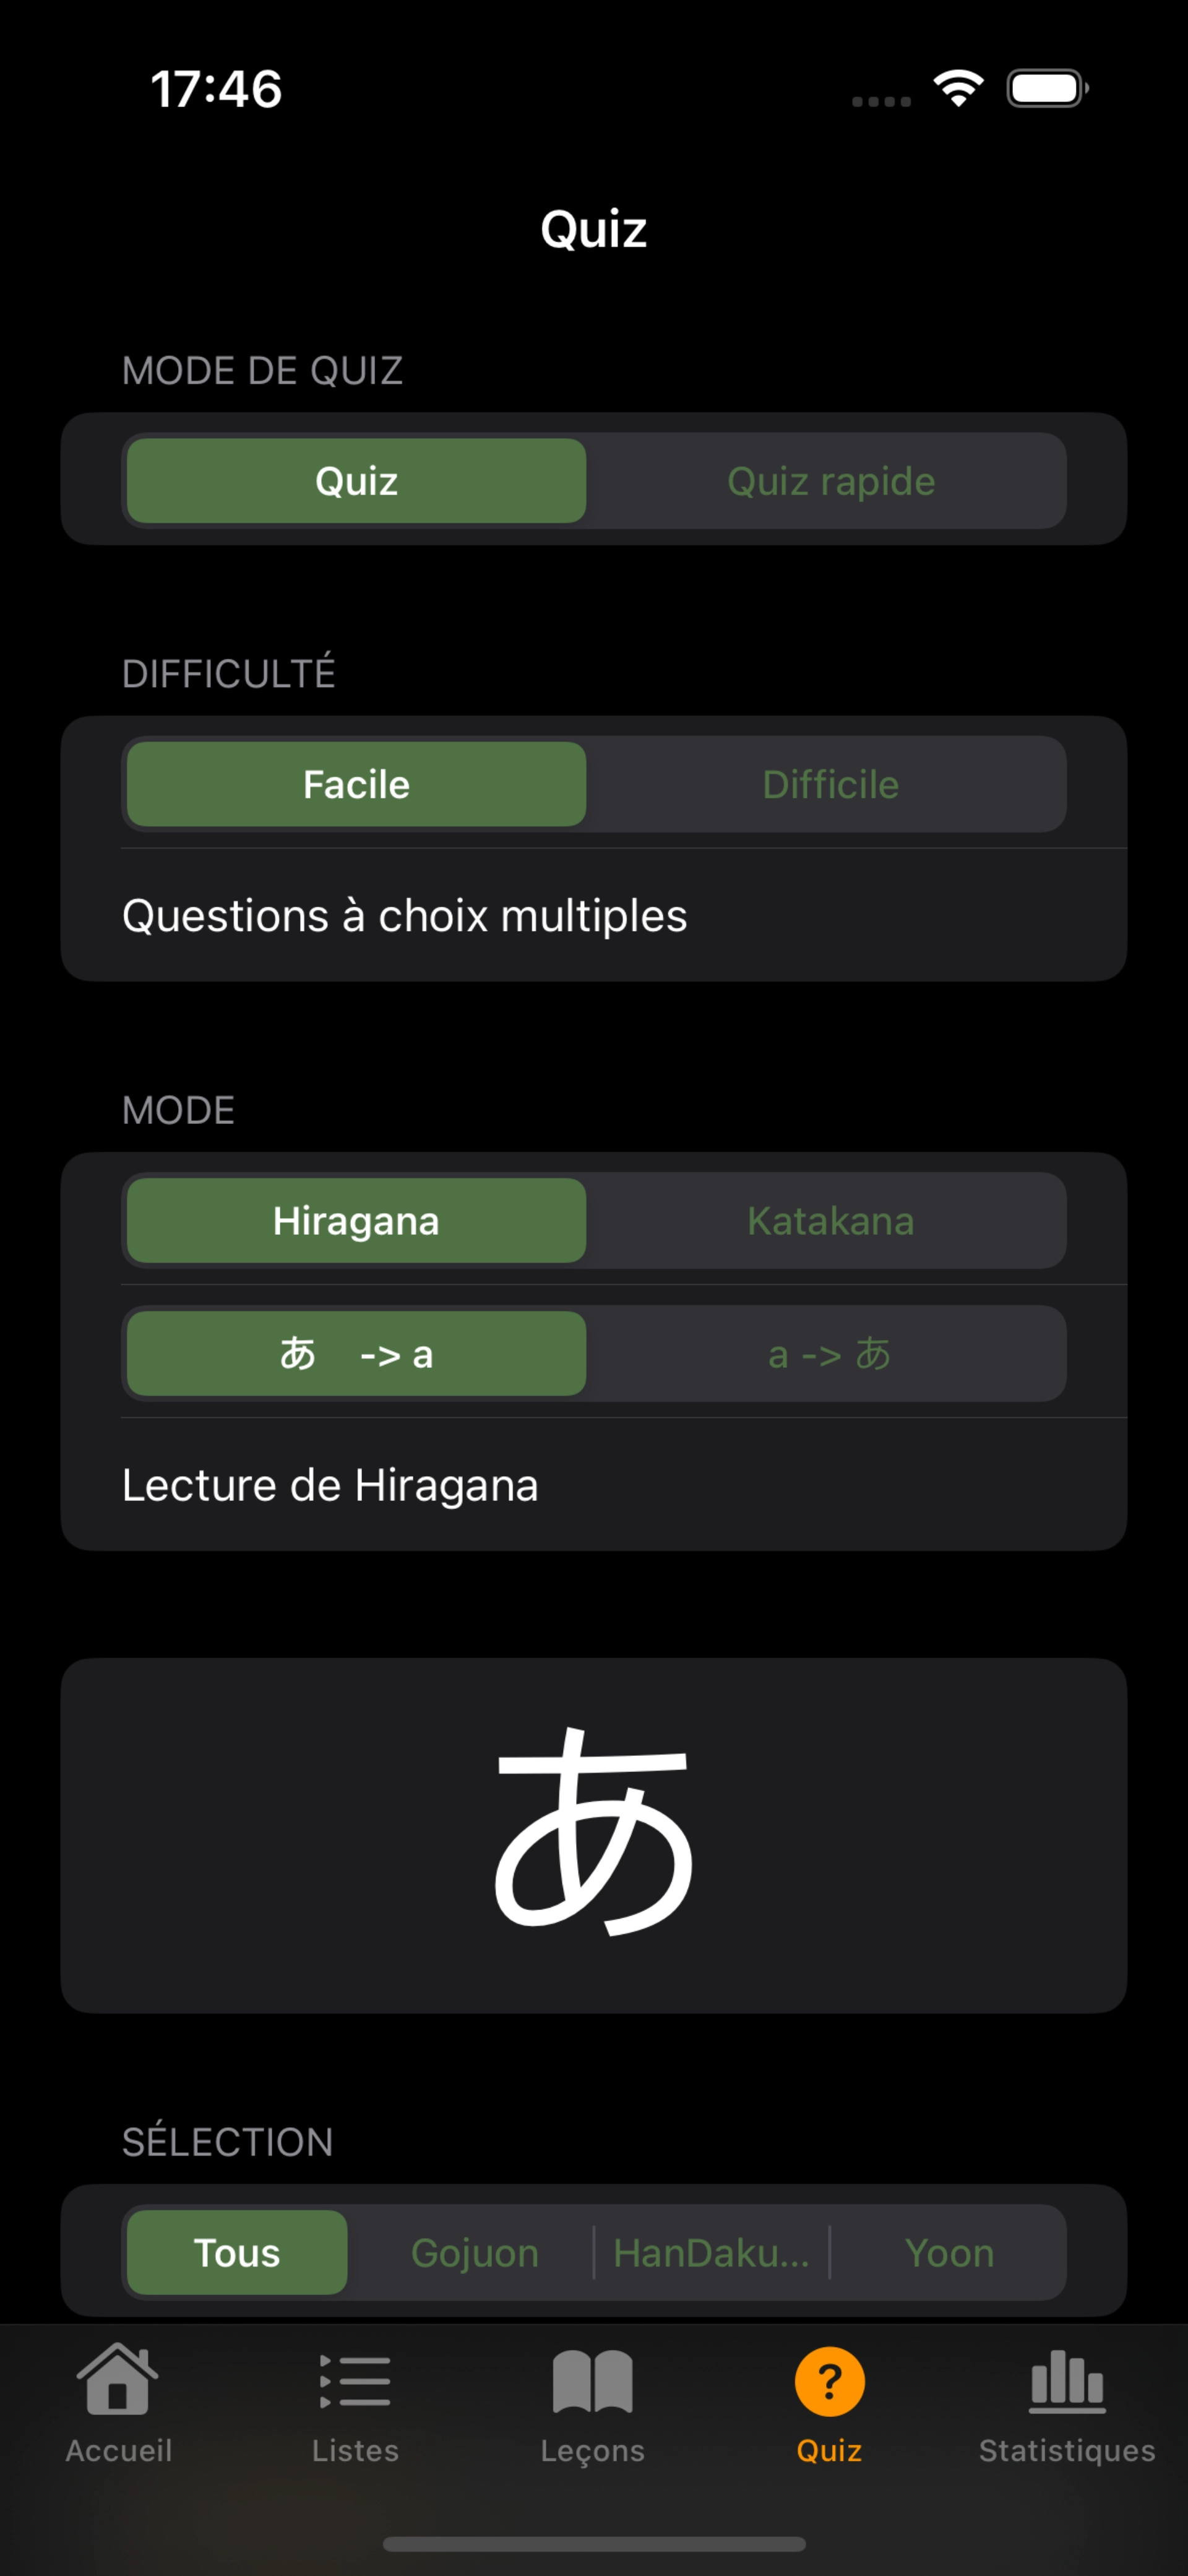 17:46
Quiz
MODE DE QUIZ
Quiz
Quiz rapide
DIFFICULTÉ
Facile
Difficile
Questions à choix multiples
MODE
Hiragana
Katakana
あ　-> a
a -> あ
Lecture de Hiragana
あ
SÉLECTION
Tous
Gojuon
HanDaku...
Yoon
Accueil
Listes
Leçons
Quiz
Statistiques